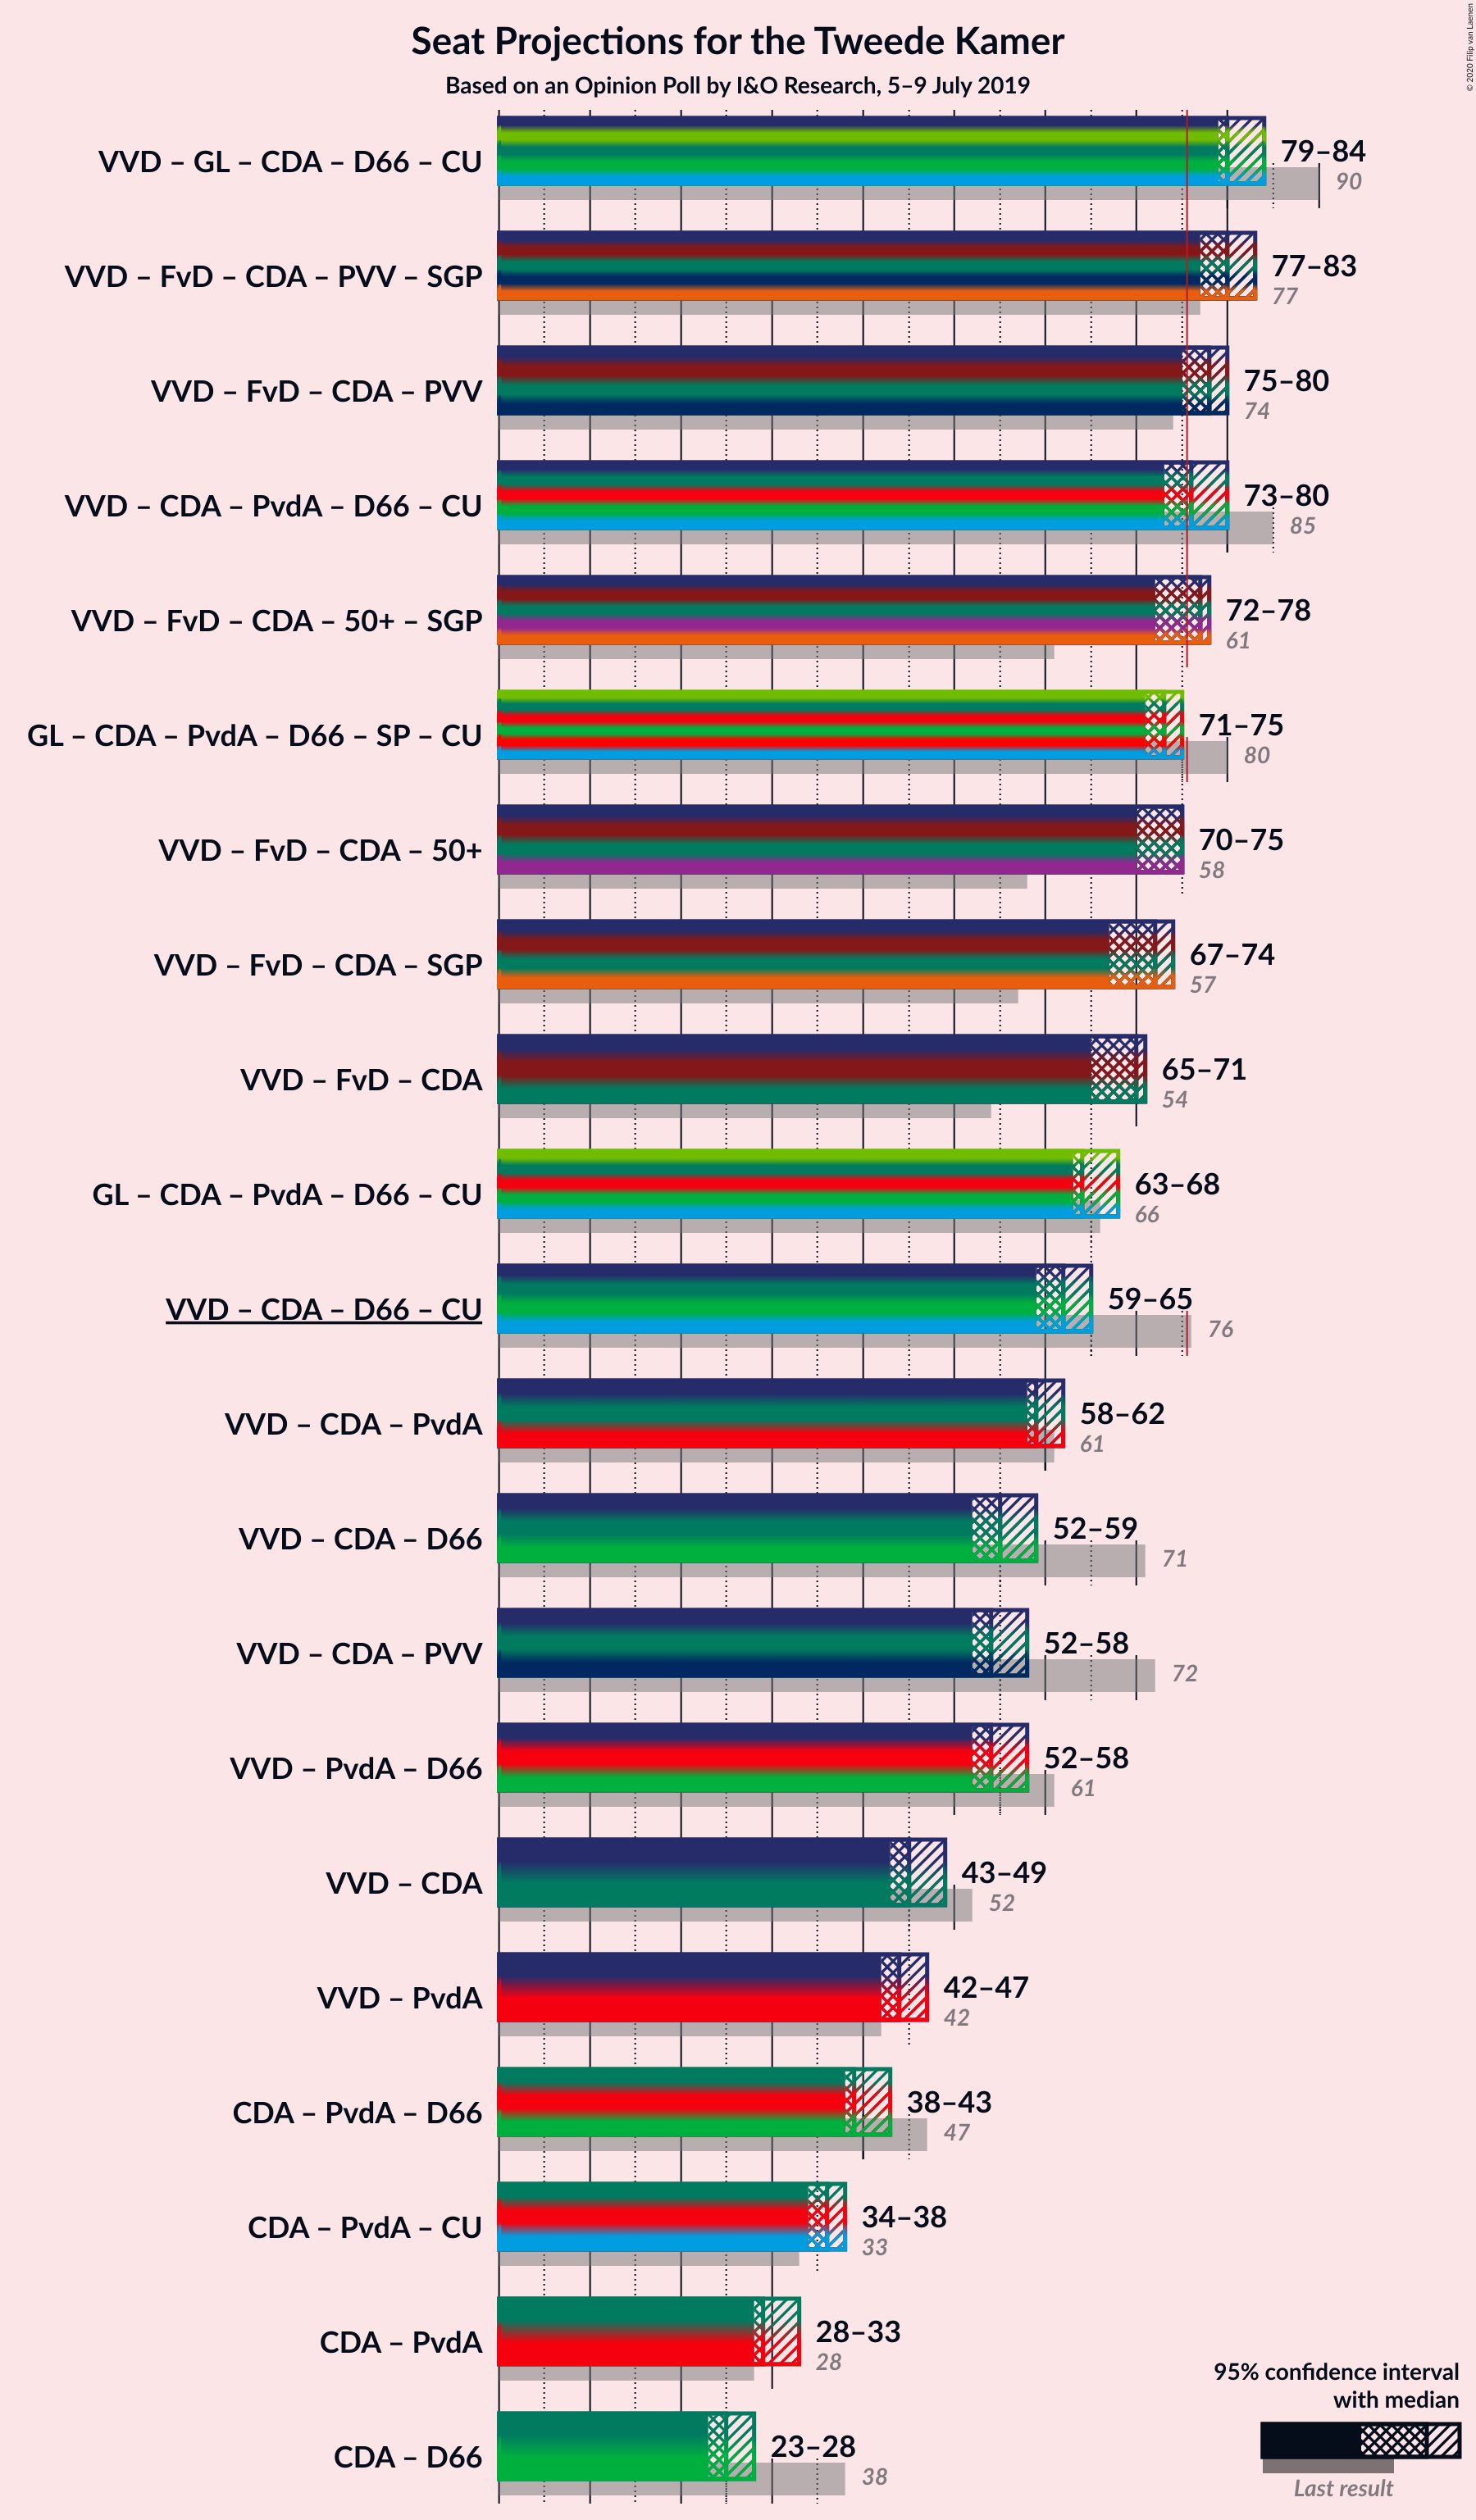 Seat Projections for the Tweede Kamer
Based on an Opinion Poll by I&O Research, 5–9 July 2019
© 2020 Filip van Laenen
VVD – GL – CDA – D66 – CU
79–84
90
VVD – FvD – CDA – PVV – SGP
77–83
77
VVD – FvD – CDA – PVV
75–80
74
VVD – CDA – PvdA – D66 – CU
73–80
85
VVD – FvD – CDA – 50+ – SGP
72–78
61
GL – CDA – PvdA – D66 – SP – CU
71–75
80
VVD – FvD – CDA – 50+
70–75
58
VVD – FvD – CDA – SGP
67–74
57
VVD – FvD – CDA
65–71
54
GL – CDA – PvdA – D66 – CU
63–68
66
VVD – CDA – D66 – CU
59–65
76
VVD – CDA – PvdA
58–62
61
VVD – CDA – D66
52–59
71
VVD – CDA – PVV
52–58
72
VVD – PvdA – D66
52–58
61
VVD – CDA
43–49
52
VVD – PvdA
42–47
42
CDA – PvdA – D66
38–43
47
CDA – PvdA – CU
34–38
33
CDA – PvdA
28–33
28
CDA – D66
23–28
38
95% confidence interval
with median
Last result